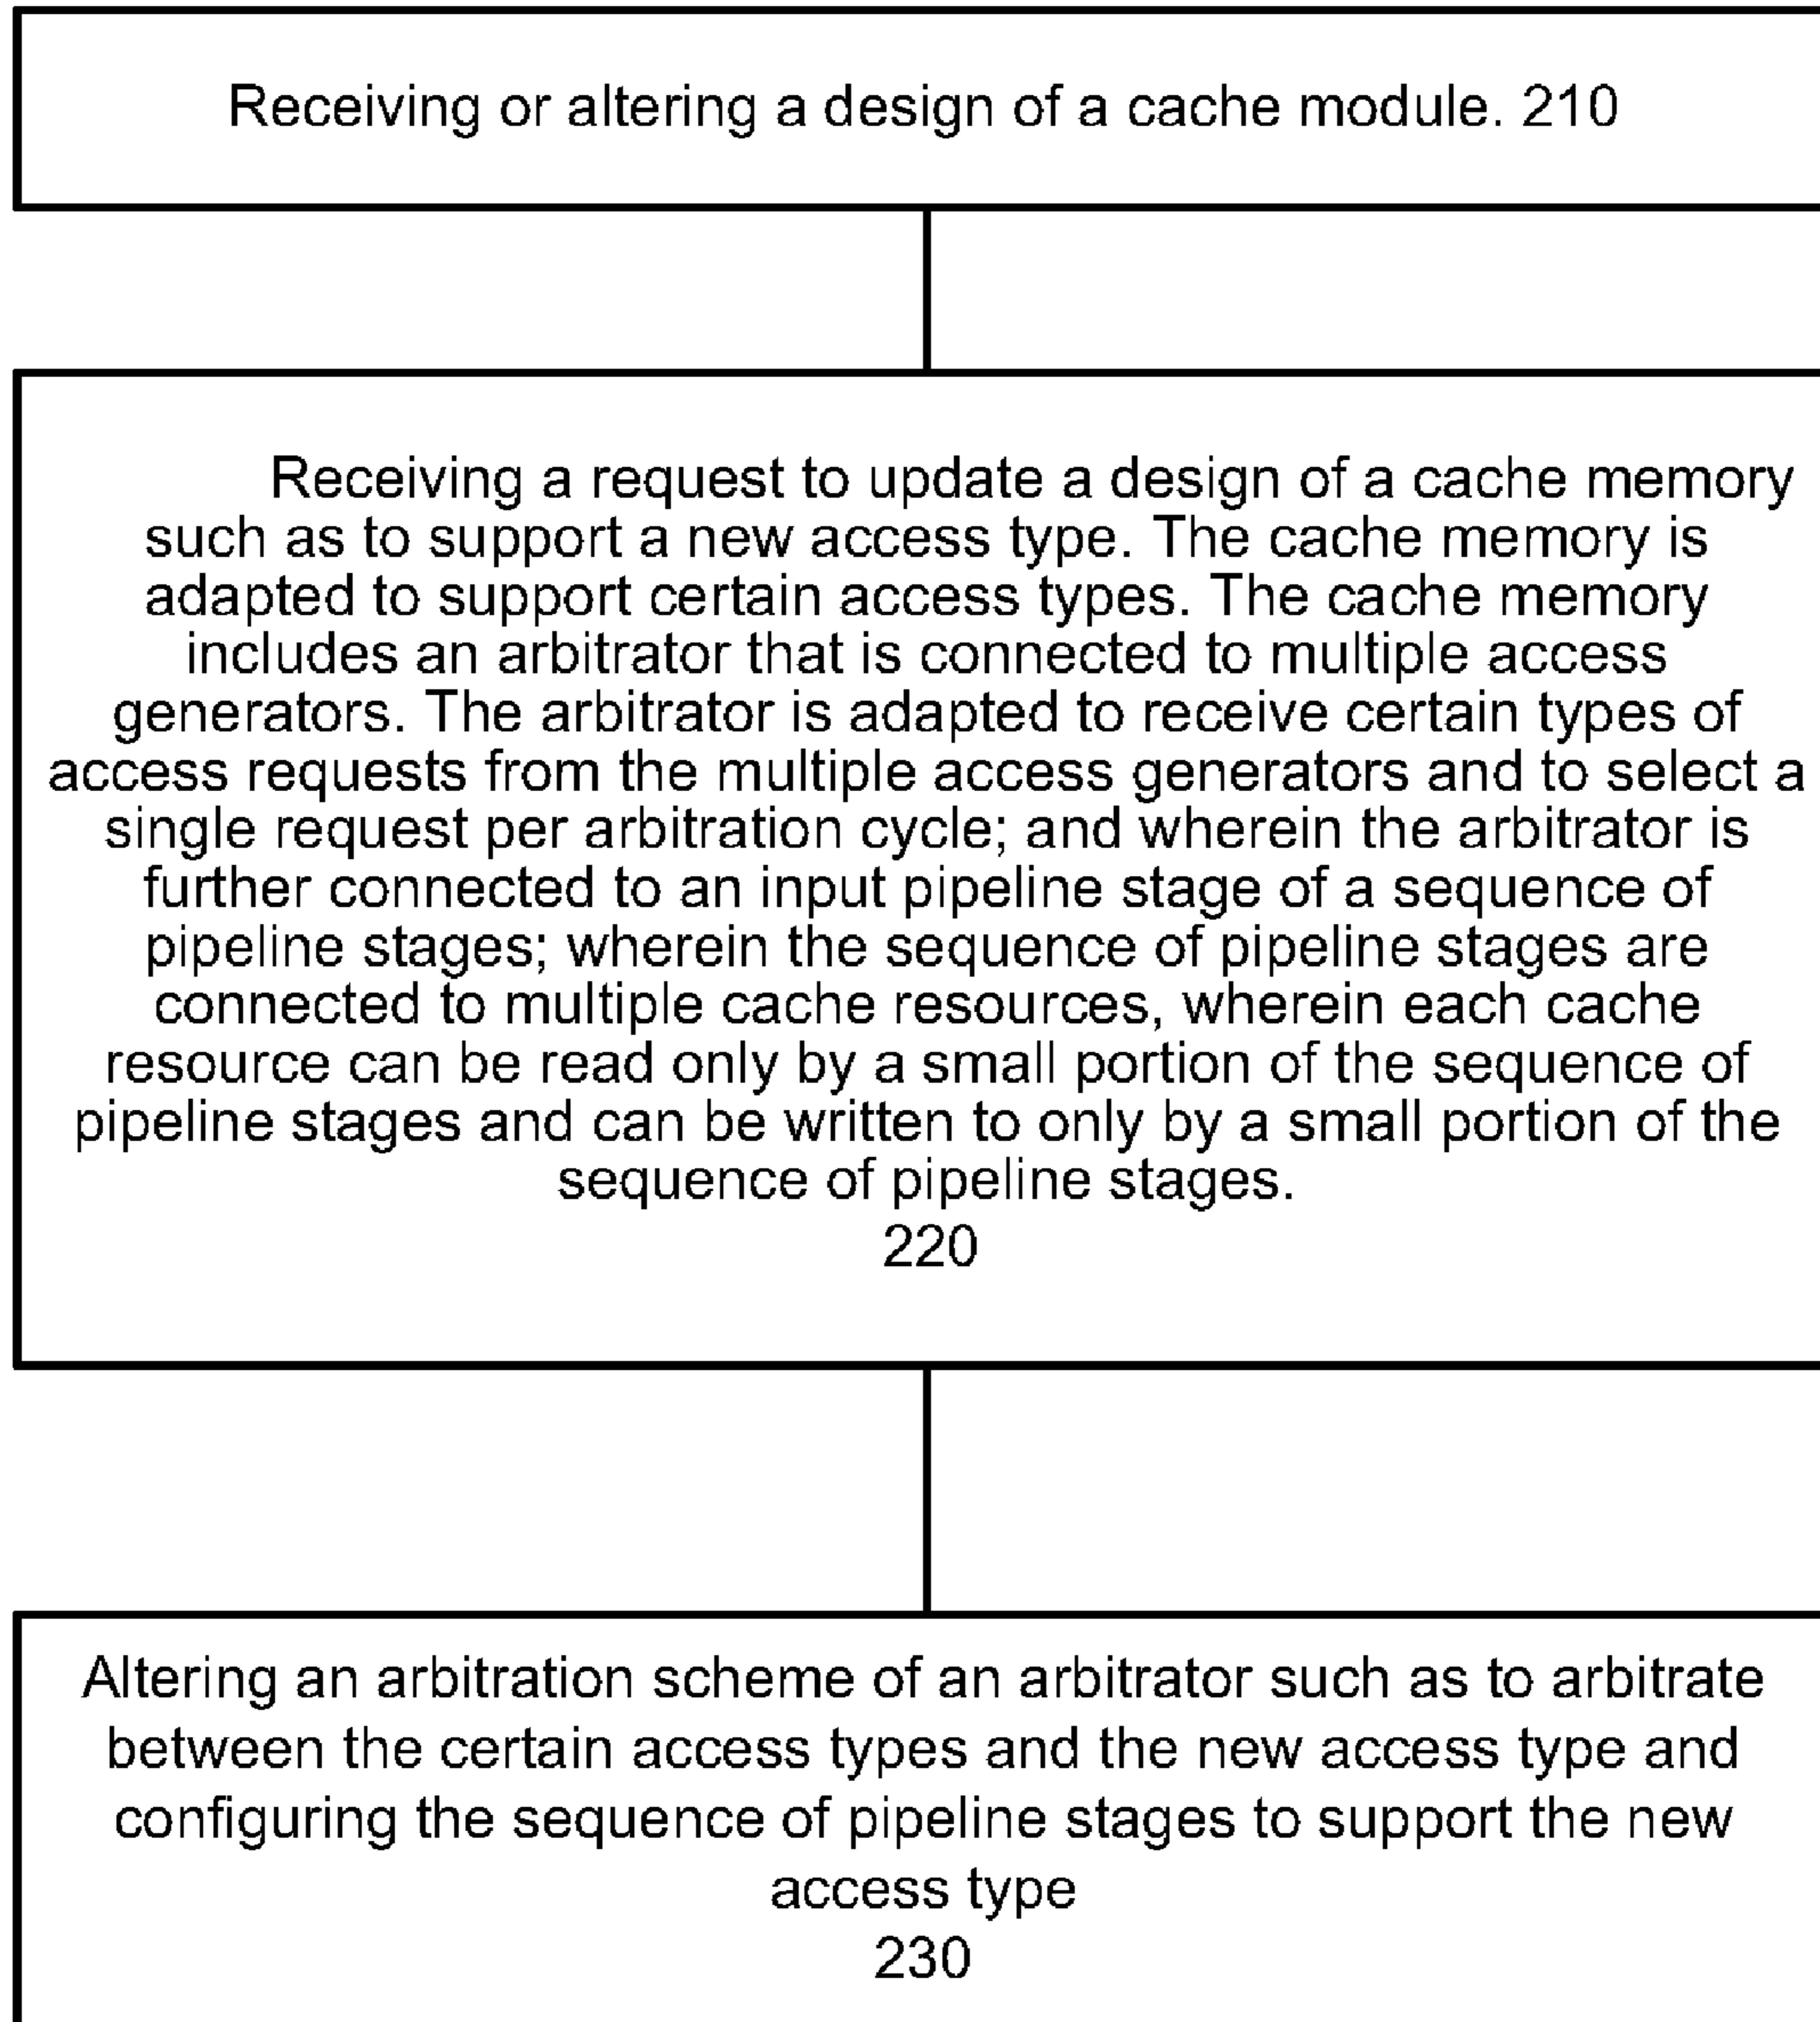 Receiving or altering a design of a cache module. 210
Receiving a request to update a design of a cache memory
such as to support a new access type. The cache memory is
adapted to support certain access types. The cache memory
includes an arbitrator that is connected to multiple access
generators. The arbitrator is adapted to receive certain types of
access requests from the multiple access generators and to select a
single request per arbitration cycle; and wherein the arbitrator is
further connected to an input pipeline stage of a sequence of
pipeline stages; wherein the sequence of pipeline stages are
connected to multiple cache resources, wherein each cache
resource can be read only by a small portion of the sequence of
pipeline stages and can be written to only by a small portion of the
sequence of pipeline stages.
220
Altering an arbitration scheme of an arbitrator such as to arbitrate
between the certain access types and the new access type and
configuring the sequence of pipeline stages to support the new
access type
230